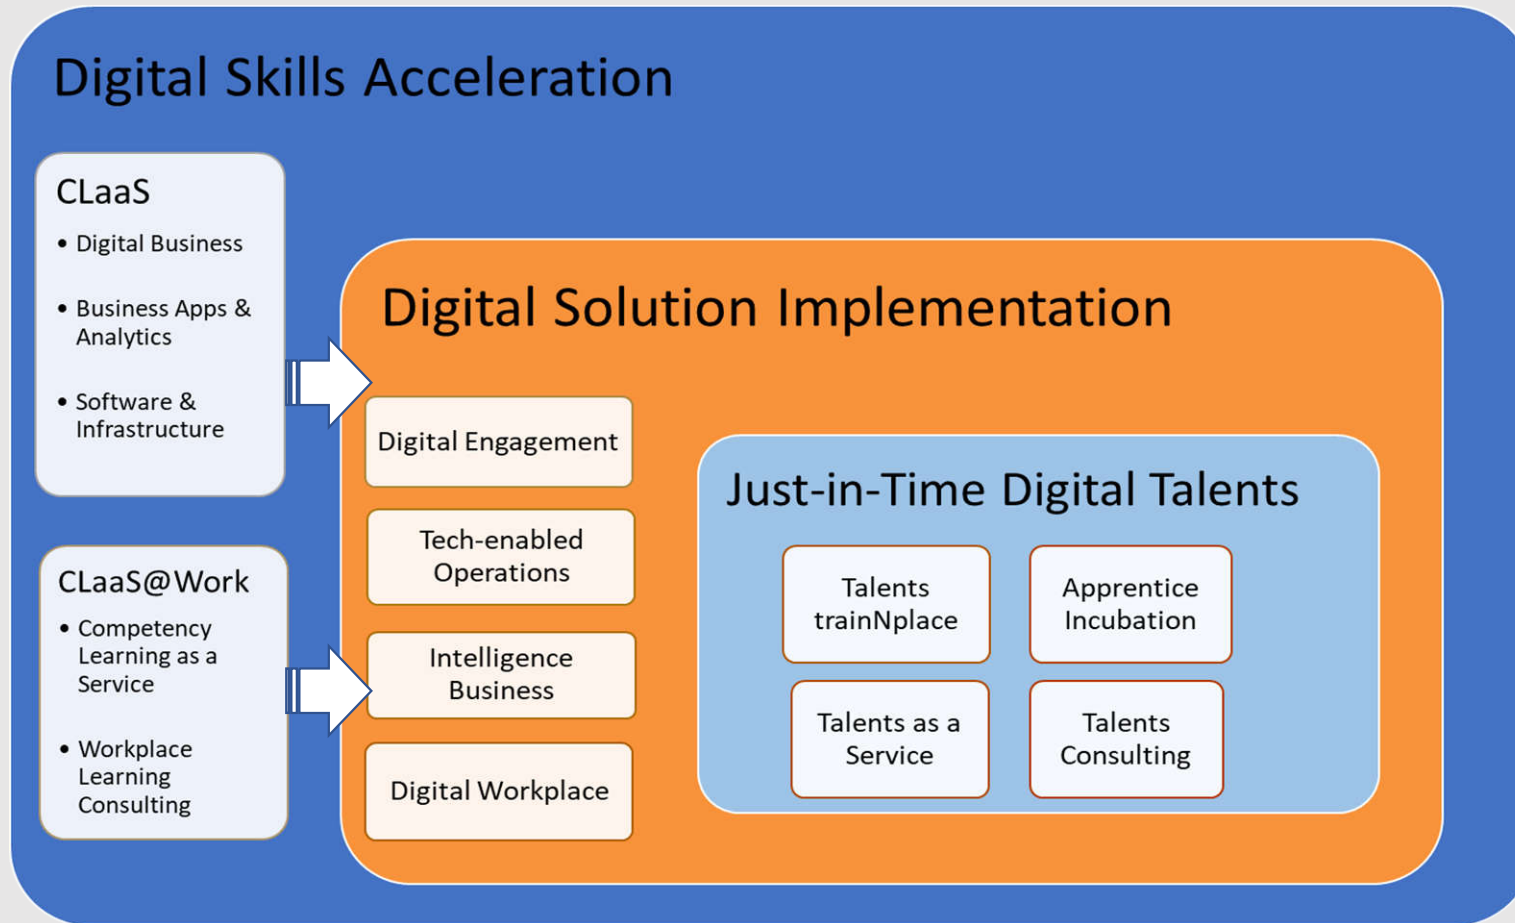 Digital Skills Acceleration
CLaaS
• Digital Business
• Business Apps &
Analytics
• Software &
Infrastructure
CLaaS@Work
• Competency
Learning as a
Service
• Workplace
Learning
Consulting
Digital Solution Implementation
Digital Engagement
Tech-enabled
Operations
Intelligence
Business
Digital Workplace
Just-in-Time Digital Talents
Talents
trainNplace
Apprentice
Incubation
Talents as a
Service
Talents
Consulting